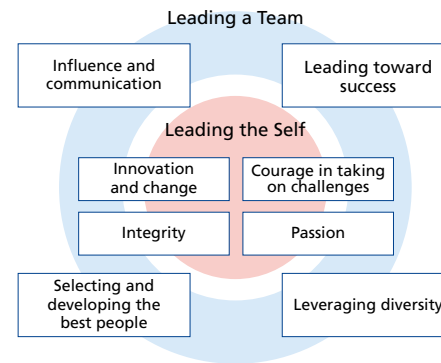 Leading a Team
Influence and
communication
Leading toward
success
Leading the Self
Innovation
and change
Courage in taking
on challenges
Integrity
Passion
Selecting and
developing the
best people
Leveraging diversity